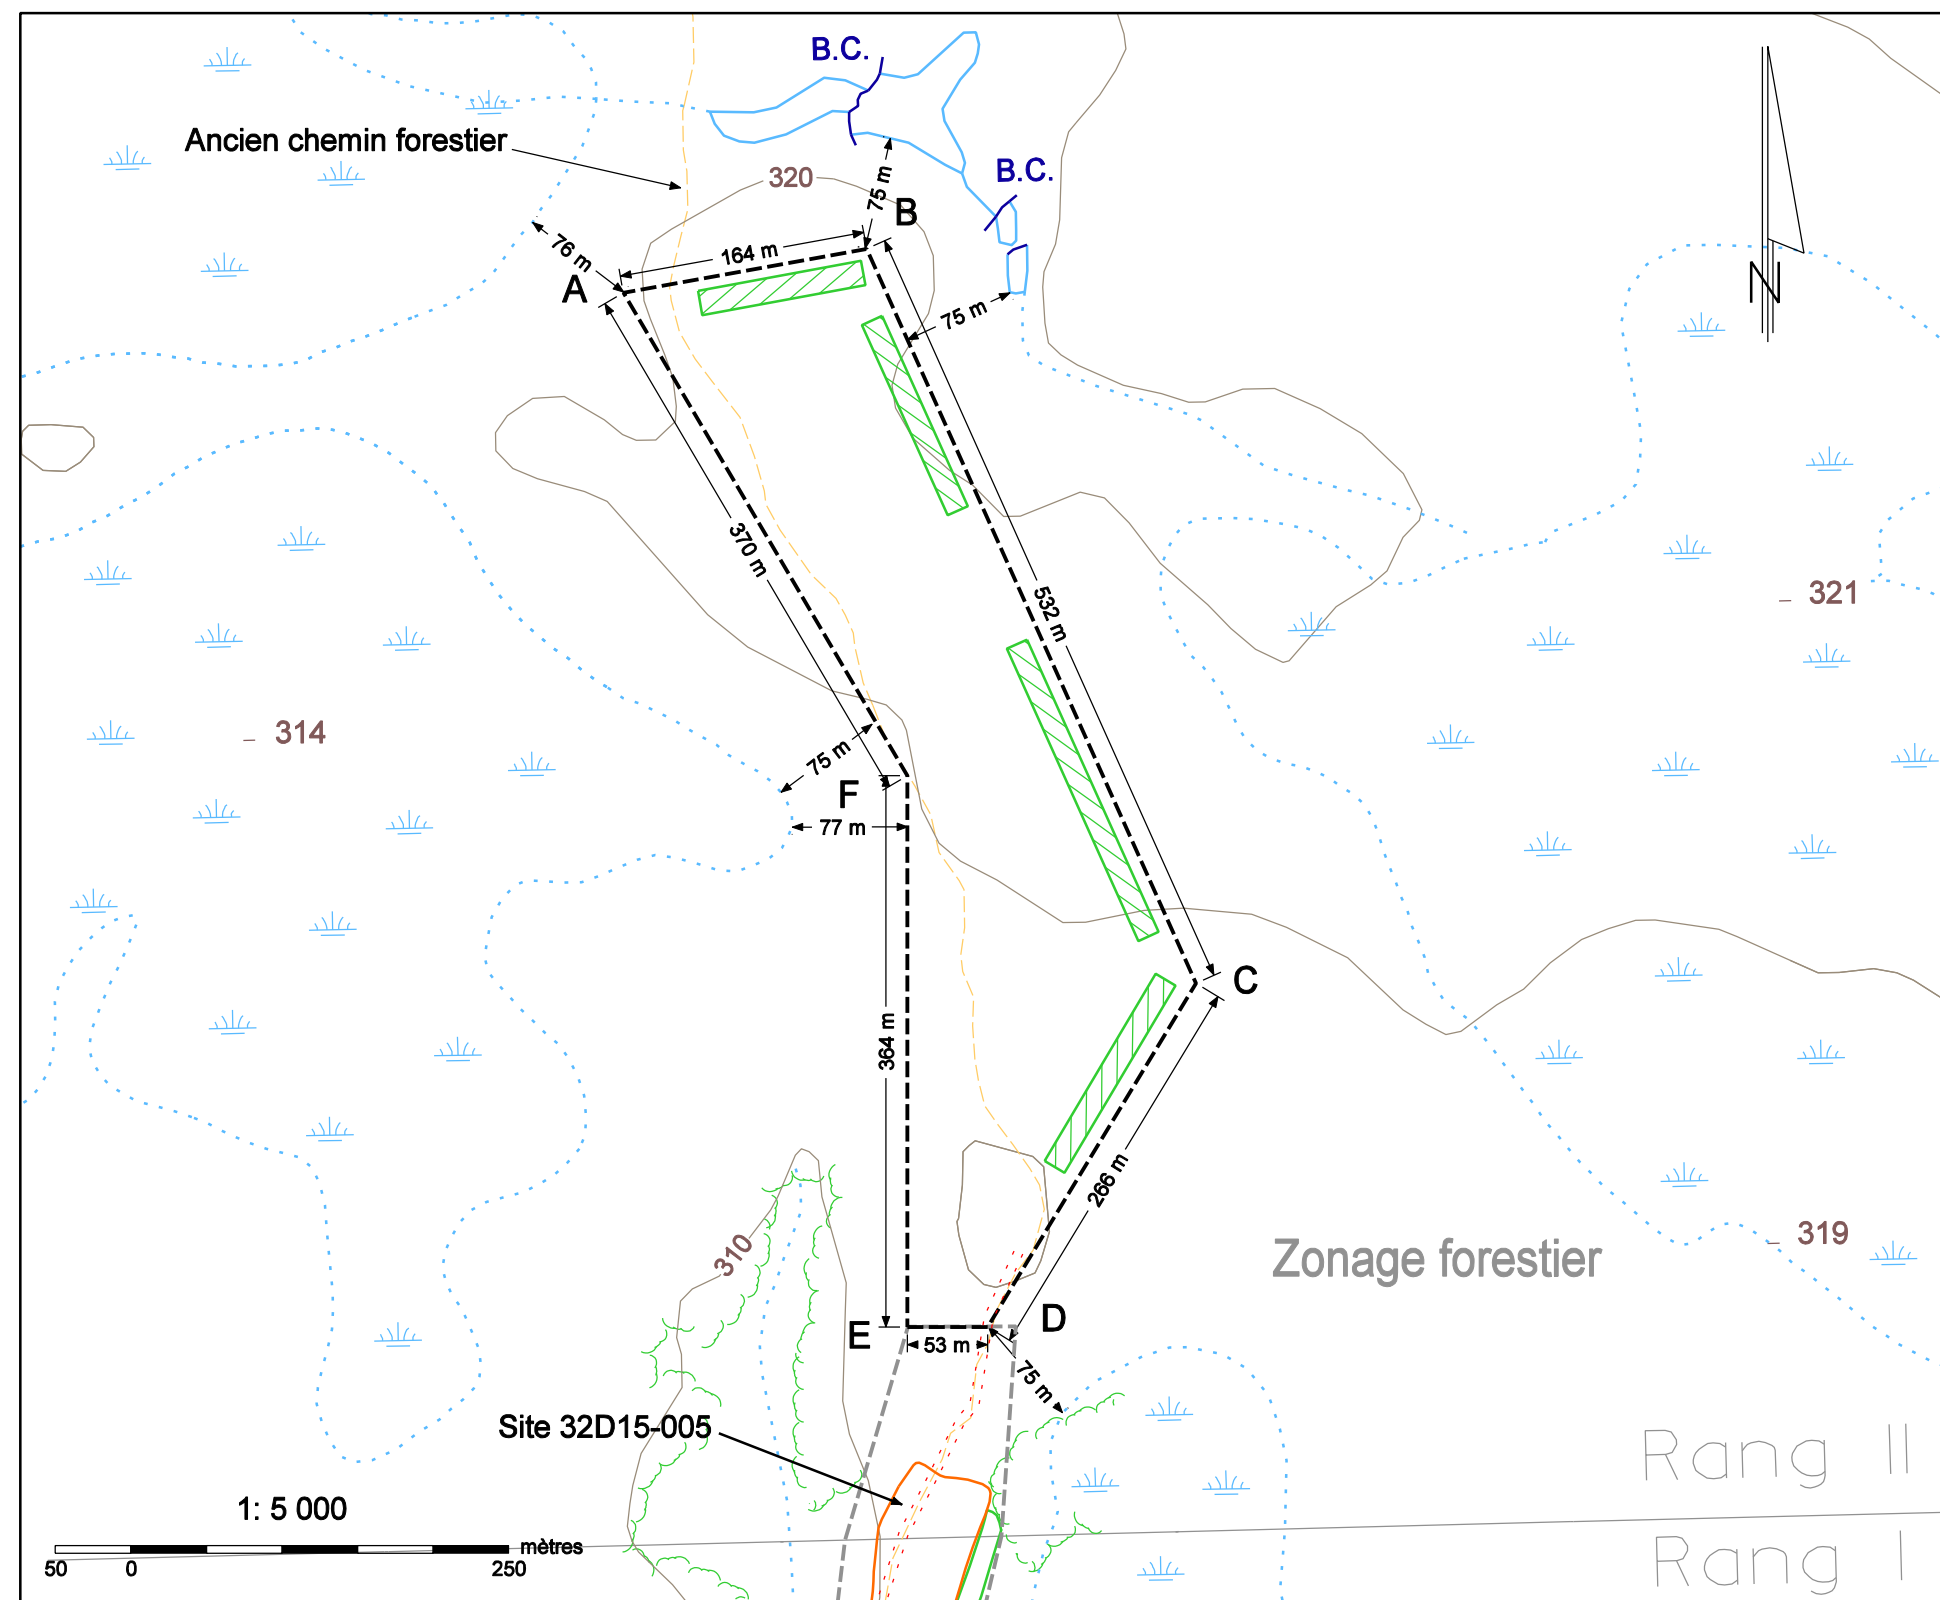 B.C.
Ancien chemin forestier
B.C.
320
75 m
B
76 m
164 m
A
N
75 m
370 m
532 m
321
314
75 m
F
77 m
C
364 m
266 m
310
319
Zonage forestier
D
E
53 m
75 m
Site 32D15-005
Rang II
1: 5 000
mètres
50 0 250
Rang I